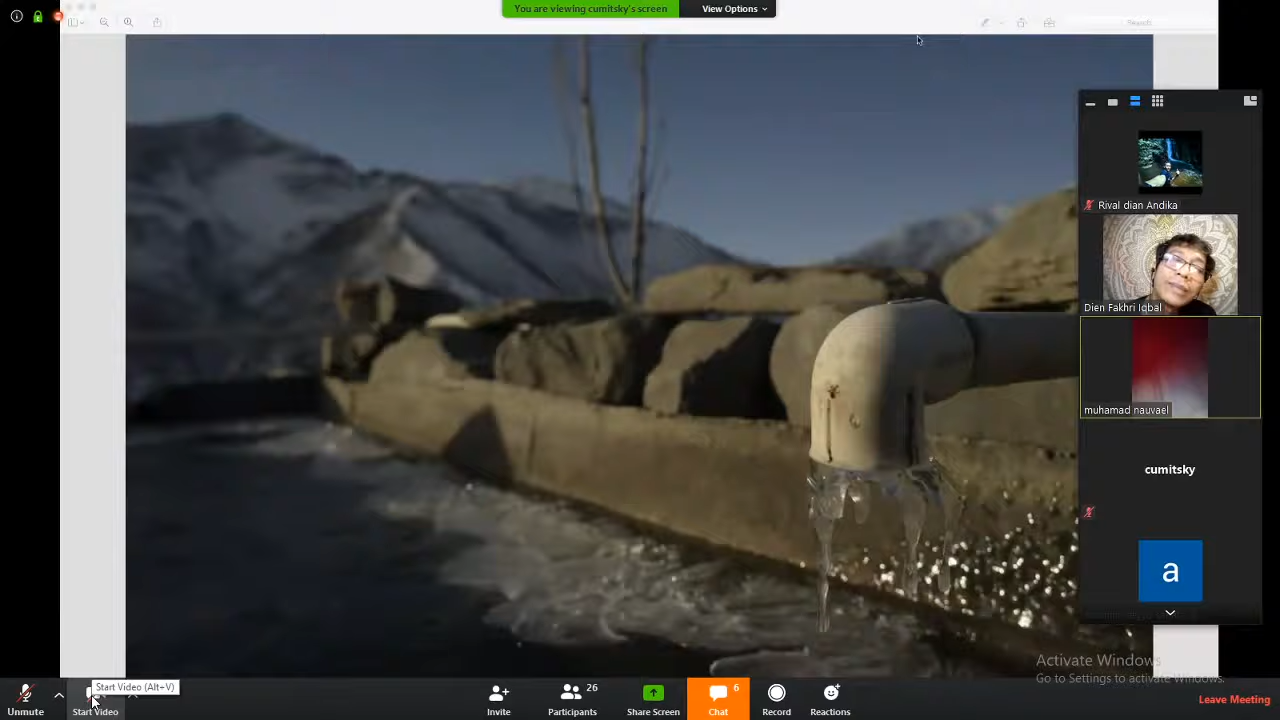 You are viewing cumitsky's screen
View Options
Search
Rival dian Andika
Dien Fakhri Iqbal
muhamad nauvael
cumitsky
a
Activate Windows
Go to Settings to activate Windows.
Start Video (Alt+V)
26
6
Unmute
Start Video
Invite
Participants
Share Screen
Chat
Record
Reactions
Leave Meeting